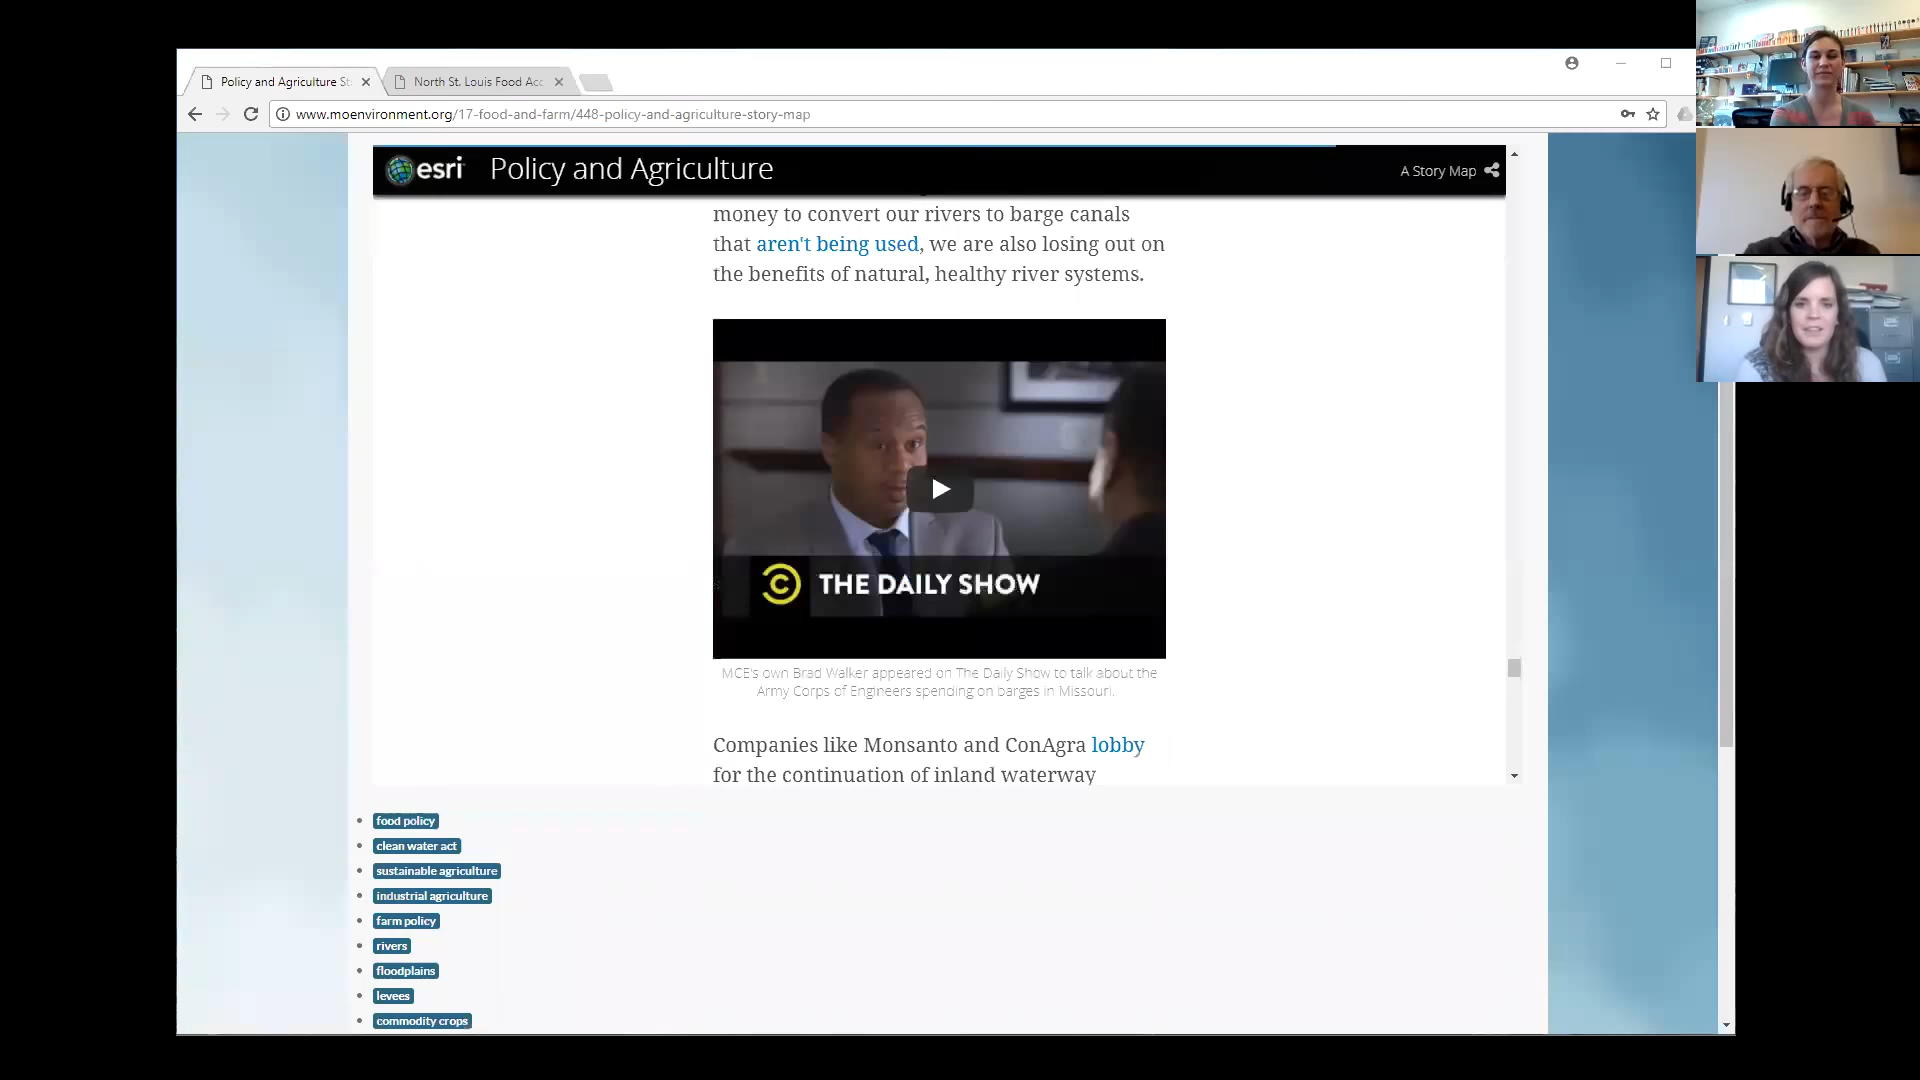 Policy and Agriculture St
North St. Louis Food Acc
www.moenvironment.org/17-food-and-farm/448-policy-and-agriculture-story-map
esri Policy and Agriculture
A Story Map
money to convert our rivers to barge canals
that aren't being used, we are also losing out on
the benefits of natural, healthy river systems.
THE DAILY SHOW
MCE's own Brad Walker appeared on The Daily Show to talk about the
Army Corps of Engineers spending on barges in Missouri.
Companies like Monsanto and ConAgra lobby
for the continuation of inland waterway
food policy
clean water act
sustainable agriculture
industrial agriculture
farm policy
rivers
floodplains
levees
commodity crops